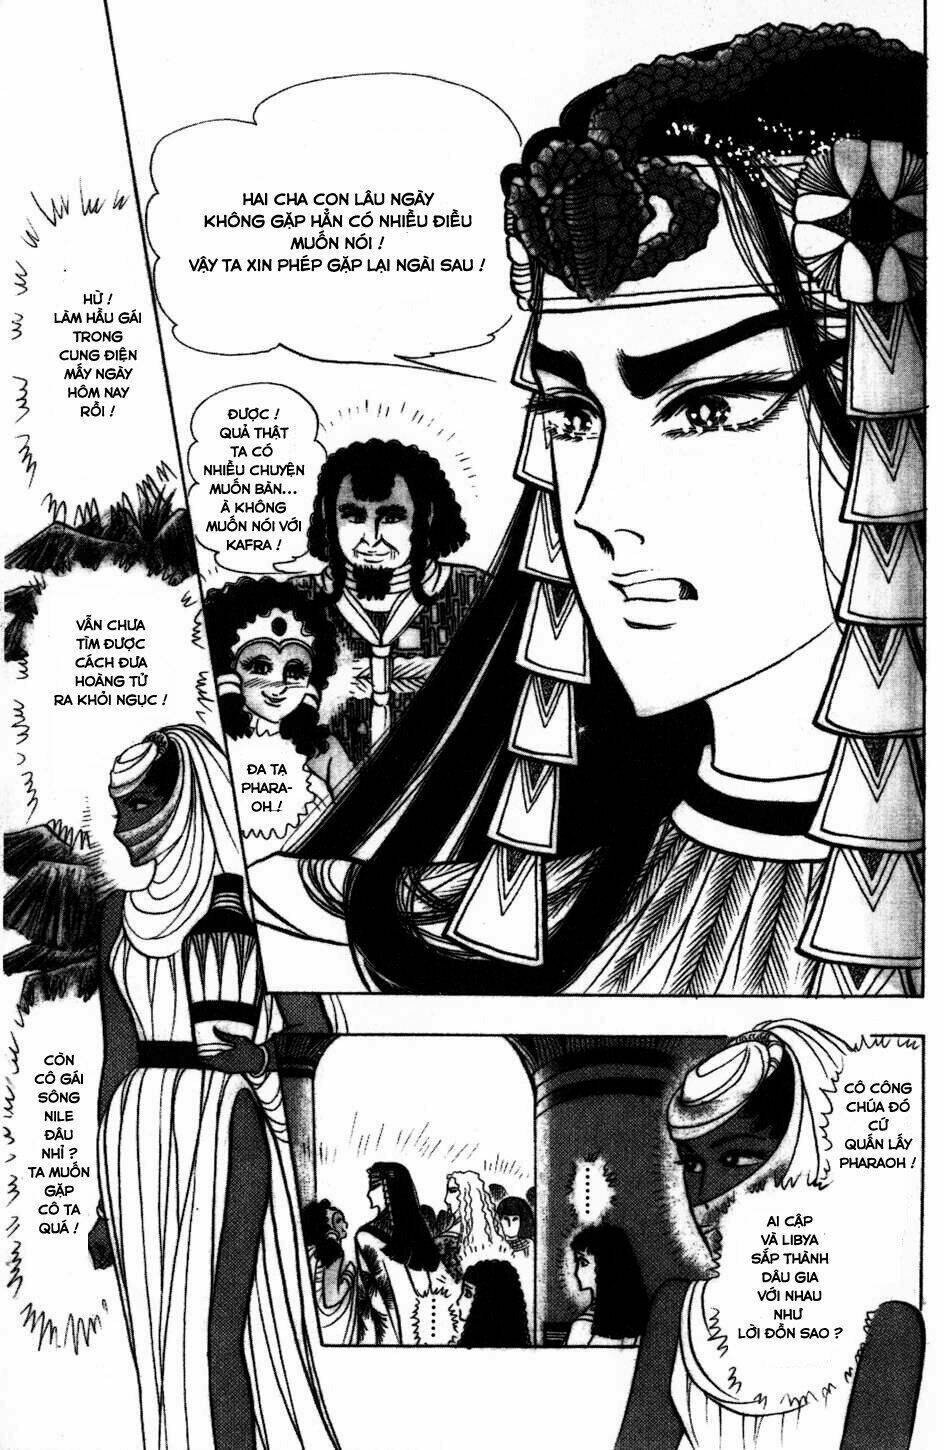 HAI CHA CON LÂU NGÀY
KHÔNG GẶP HẲN CÓ NHIỀU ĐIỀU
MUỐN NÓI !
VẬY TA XIN PHÉP GẶP LẠI NGÀI SAU !
ĐƯỢC !
QUẢ THẬT
TA CÓ
NHIỀU CHUYỆN
MUỐN BÀN...
À KHÔNG
MUỐN NÓI VỚI
KAFRA !
ĐA TẠ
PHARA-
OH !
HỪ !
LÀM HẦU GÁI
TRONG
CUNG ĐIỆN
MẤY NGÀY
HÔM NAY
RỒI !
VẪN CHƯA
TÌM ĐƯỢC
CÁCH ĐƯA
HOÀNG TỬ
RA KHỎI NGỤC !
CÒN
CÔ GÁI
SÔNG
NILE
ĐÂU
NHỈ ?
TA MUỐN
GẶP
CÔ TA
QUÁ !
CÔ CÔNG
CHÚA ĐÓ
CỨ
QUẤN LẤY
PHARAOH !
AI CẬP
VÀ LIBYA
SẮP THÀNH
DÂU GIA
VỚI NHAU
NHƯ
LỜI ĐỒN SAO ?